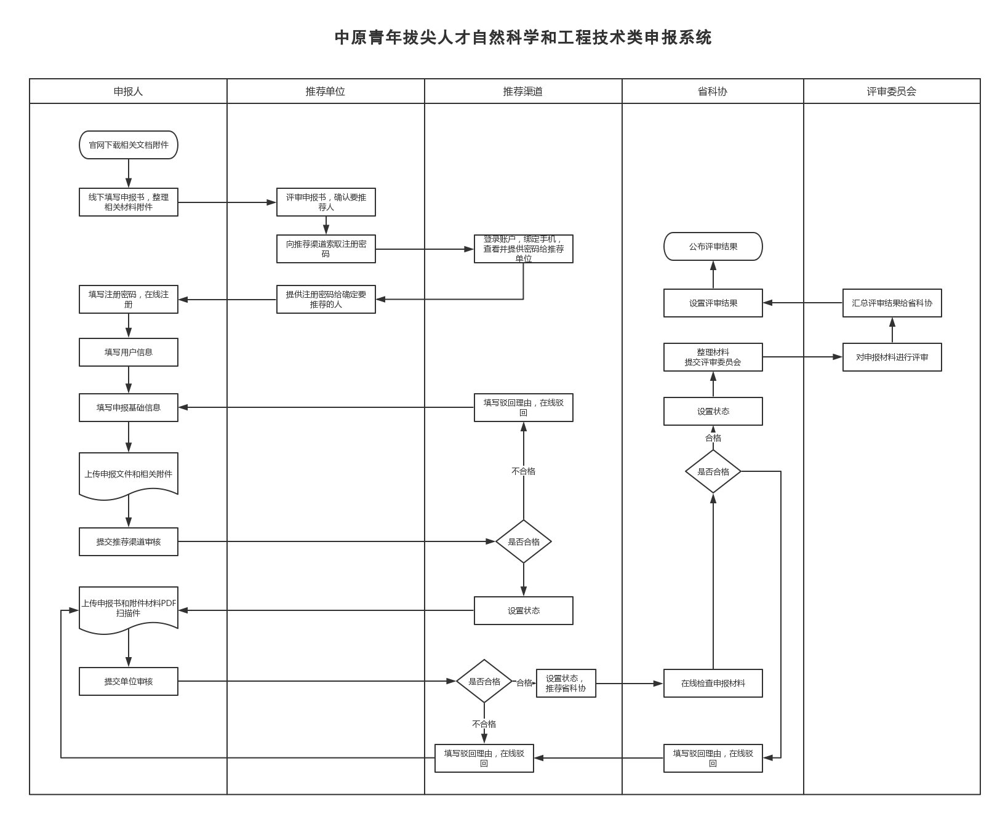 中原青年拔尖人才自然科学和工程技术类申报系统
申报人
推荐单位
推荐渠道
省科协
评审委员会
官网下载相关文档附件
线下填写申报书，整理
相关材料附件
评审申报书，确认要推
荐人
向推荐渠道索取注册密
码
登录账户，绑定手机，
查看并提供密码给推荐
单位
公布评审结果
填写注册密码，在线注
册
提供注册密码给确定要
推荐的人
设置评审结果
汇总评审结果给省科协
填写用户信息
整理材料
提交评审委员会
对申报材料进行评审
填写申报基础信息
填写驳回理由，在线驳
回
设置状态
合格
上传申报文件和相关附件
不合格
是否合格
提交推荐渠道审核
是否合格
上传申报书和附件材料PDF
扫描件
设置状态
提交单位审核
是否合格
合格
设置状态，
推荐省科协
在线检查申报材料
不合格
填写驳回理由，在线驳
回
填写驳回理由，在线驳
回